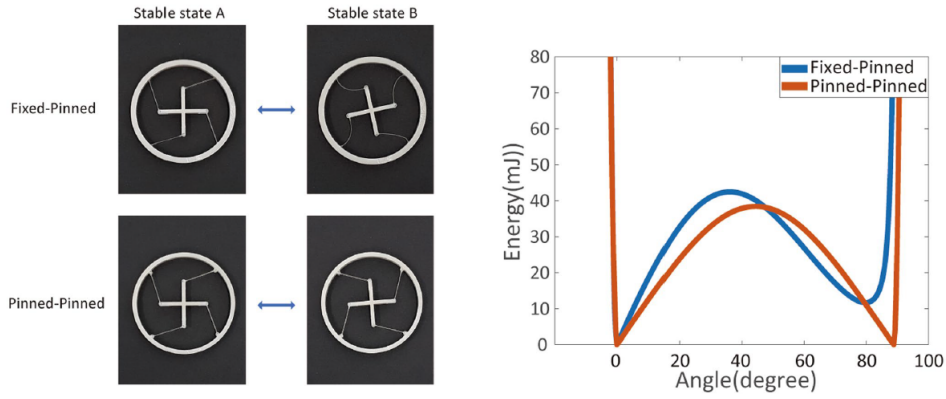 Stable state A
Stable state B
Fixed-Pinned
Pinned-Pinned
Energy(mJ))
80
70
60
50
40
30
20
10
0
Fixed-Pinned
Pinned-Pinned
0
20
40
60
80
100
Angle(degree)